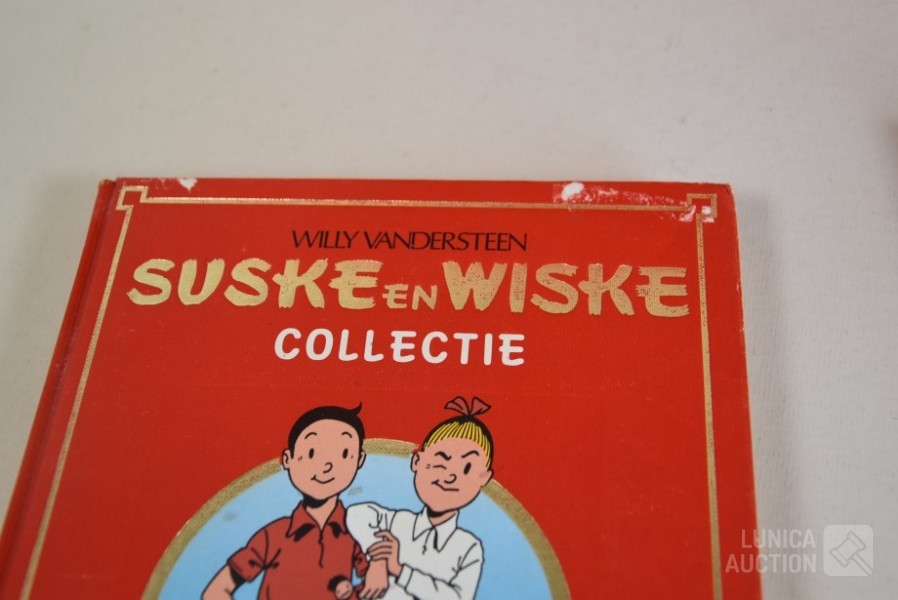 WILLY VANDERSTEEN
SUSKE EN WISKE
COLLECTIE
LUNICA
AUCTION